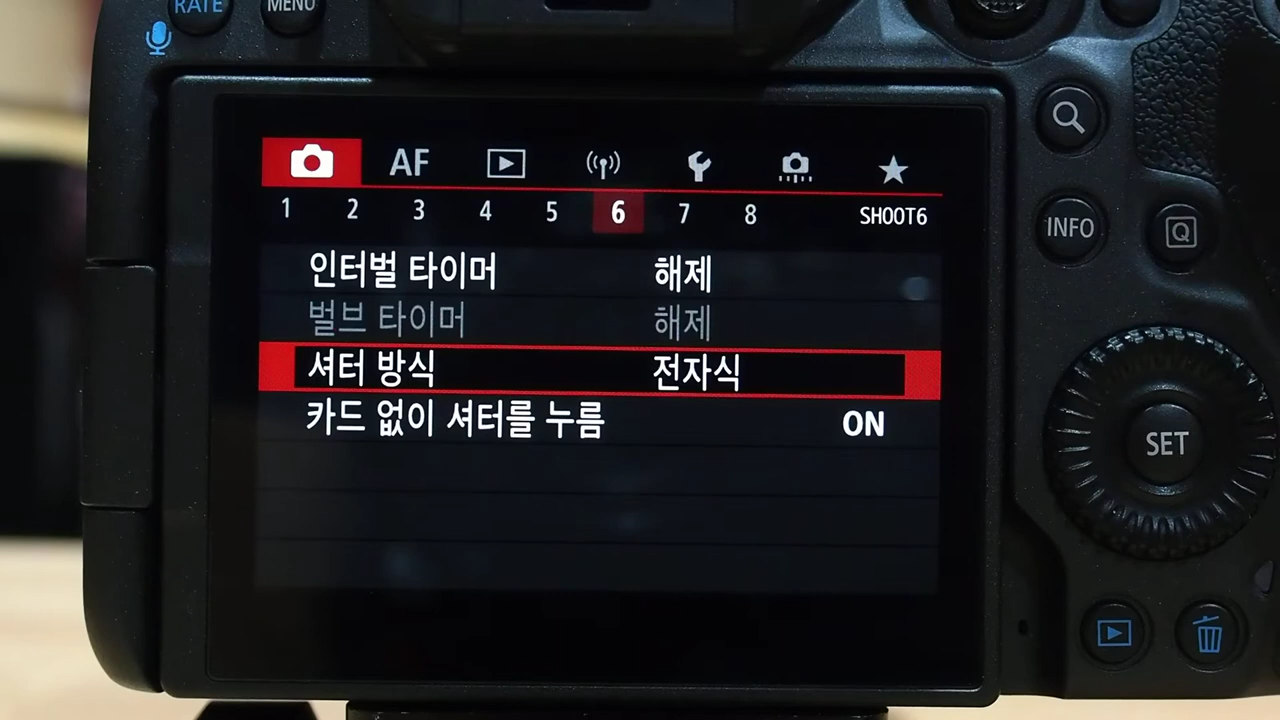 RATE MENU
AF
1 2 3 4 5 6 7 8 SHOOT6
인터벌 타이머 해제
벌브 타이머 해제
셔터 방식 전자식
카드 없이 셔터를 누름 ON
INFO Q
SET